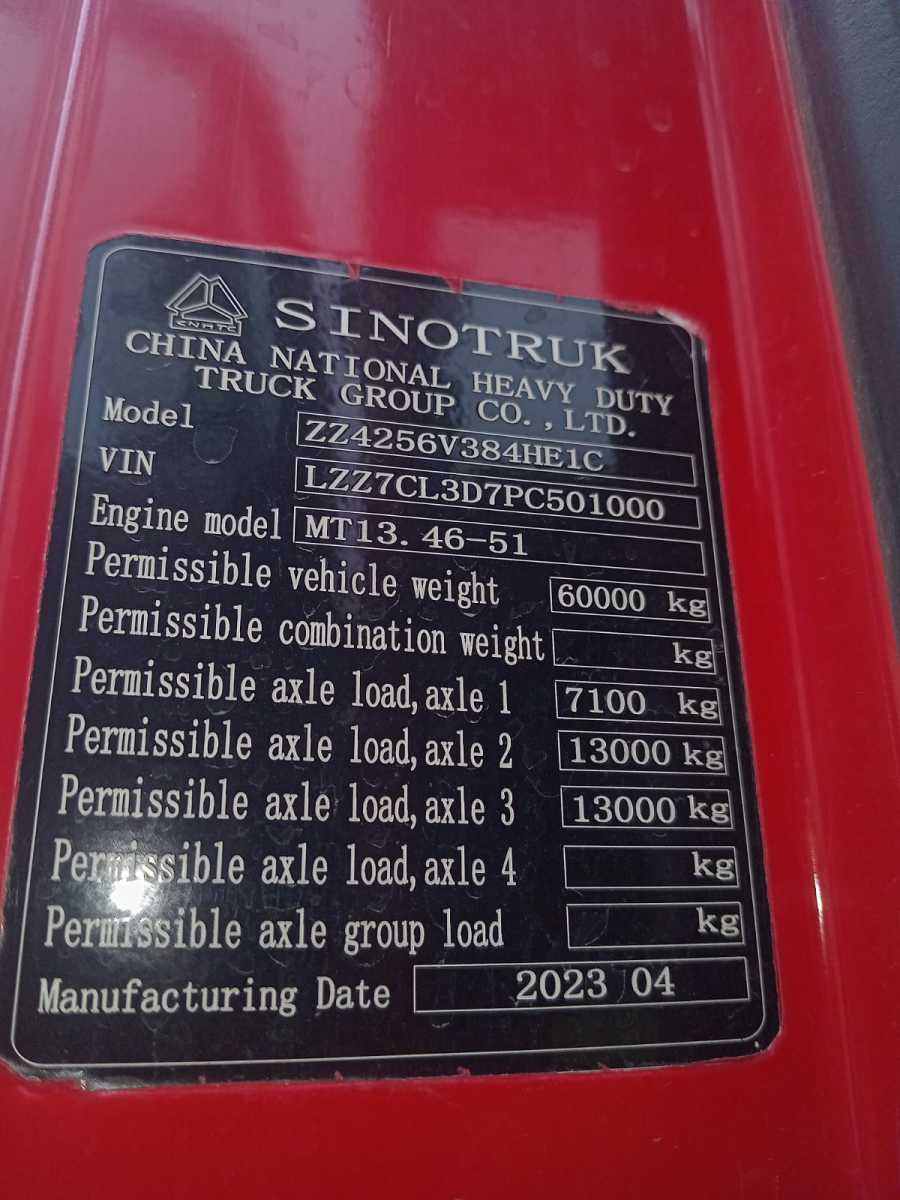 CNHTC
SINOTRUK
CHINA NATIONAL HEAVY DUTY
TRUCK GROUP CO.,LTD.
Model ZZ4256V384HE1C
VIN LZZ7CL3D7PC501000
Engine model MT13. 46-51
Permissible vehicle weight 60000 kg
Permissible combination weight kg
Permissible axle load,axle 1 7100 kg
Permissible axle load,axle 2 13000 kg
Permissible axle load,axle 3 13000 kg
Permissible axle load,axle 4 kg
Permissible axle group load kg
Manufacturing Date 2023 04